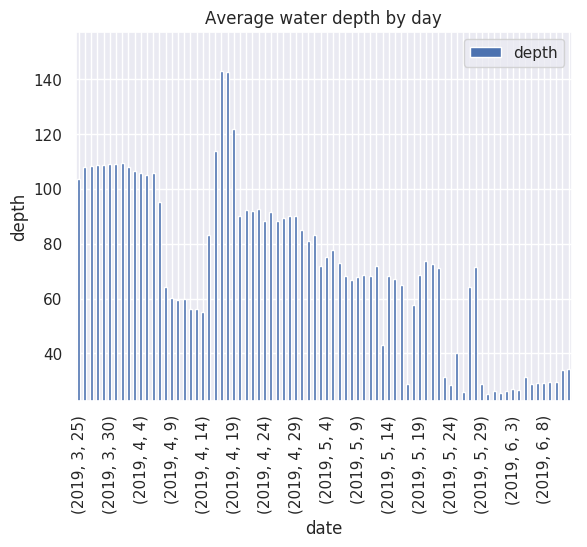 Average water depth by day
depth
140
120
100
80
60
40
depth
(2019, 3, 25)
(2019, 3, 30)
(2019, 4, 4)
(2019, 4, 9)
(2019, 4, 14)
(2019, 4, 19)
(2019, 4, 24)
(2019, 4, 29)
(2019, 5, 4)
(2019, 5, 9)
(2019, 5, 14)
(2019, 5, 19)
(2019, 5, 24)
(2019, 5, 29)
(2019, 6, 3)
(2019, 6, 8)
date